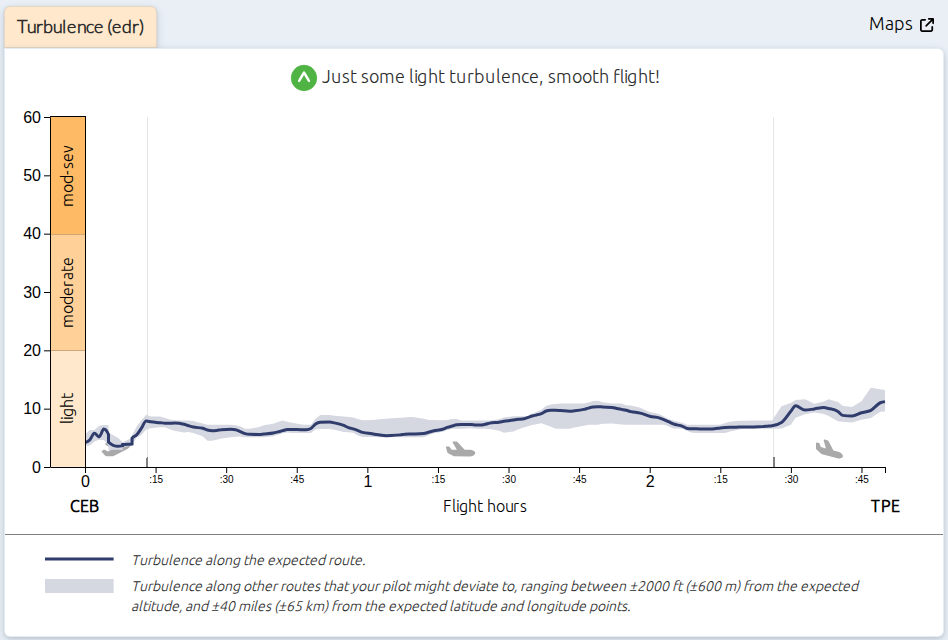 Turbulence (edr)
Maps
Just some light turbulence, smooth flight!
60
50
40
30
20
10
0
mod-sev
moderate
light
0 :15 :30 :45 1 :15 :30 :45 2 :15 :30 :45
CEB Flight hours TPE
Turbulence along the expected route.
Turbulence along other routes that your pilot might deviate to, ranging between ±2000 ft (±600 m) from the expected
altitude, and ±40 miles (±65 km) from the expected latitude and longitude points.